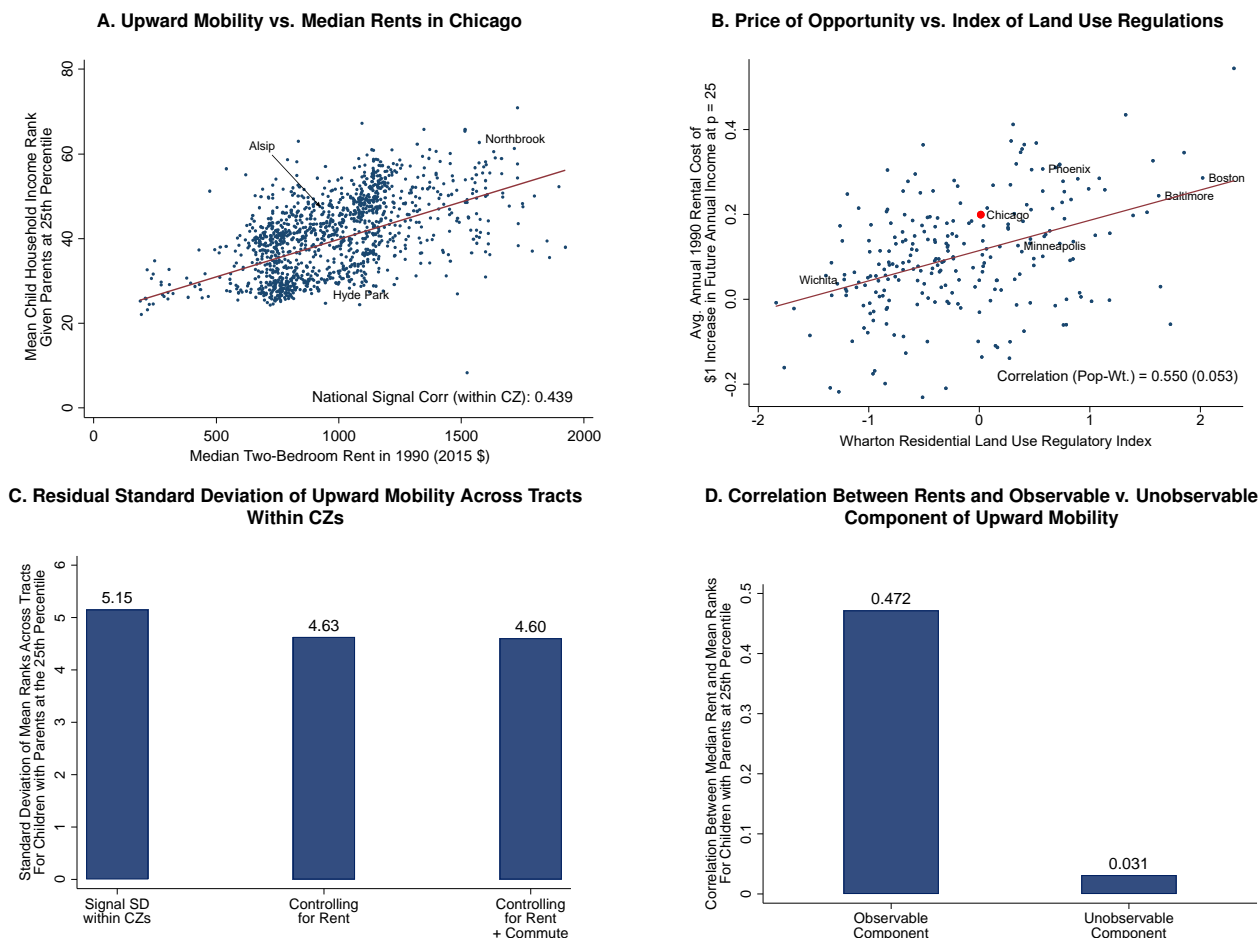 A. Upward Mobility vs. Median Rents in Chicago
Mean Child Household Income Rank
Given Parents at 25th Percentile
80
60
40
20
0
Alsip
Northbrook
Hyde Park
National Signal Corr (within CZ): 0.439
0
500
1000
1500
2000
Median Two-Bedroom Rent in 1990 (2015 $)
B. Price of Opportunity vs. Index of Land Use Regulations
Avg. Annual 1990 Rental Cost of
$1 Increase in Future Annual Income at p = 25
0.4
0.2
0.0
-0.2
Phoenix
Boston
Baltimore
Chicago
Minneapolis
Wichita
Correlation (Pop-Wt.) = 0.550 (0.053)
-2
-1
0
1
2
Wharton Residential Land Use Regulatory Index
C. Residual Standard Deviation of Upward Mobility Across Tracts
Within CZs
Standard Deviation of Mean Ranks Across Tracts
For Children with Parents at the 25th Percentile
6
5
4
3
2
1
0
5.15
4.63
4.60
Signal SD
within CZs
Controlling
for Rent
Controlling
for Rent
+ Commute
D. Correlation Between Rents and Observable v. Unobservable
Component of Upward Mobility
Correlation Between Median Rent and Mean Ranks
For Children with Parents at 25th Percentile
0.5
0.4
0.3
0.2
0.1
0
0.472
0.031
Observable
Component
Unobservable
Component